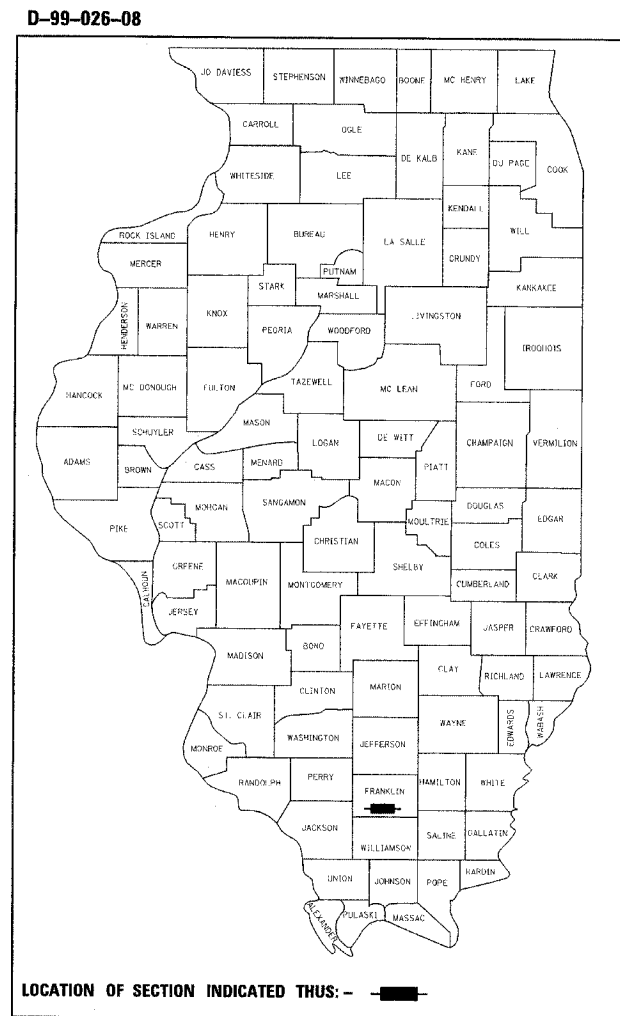 D-99-026-08
JO DAVIESS STEPHENSON WINNEBAGO BOONE MC HENRY LAKE
CARROLL OGLE
DE KALB KANE DU PAGE COOK
WHITESIDE LEE
KENDALL
ROCK ISLAND HENRY BUREAU LA SALLE WILL
MERCER PUTNAM GRUNDY
STARK MARSHALL KANKAKEE
HENDERSON WARREN KNOX PEORIA WOODFORD LIVINGSTON IROQUOIS
HANCOCK MC DONOUGH FULTON TAZEWELL MC LEAN FORD
MASON
SCHUYLER LOGAN DE WITT CHAMPAIGN VERMILION
ADAMS BROWN CASS MENARD PIATT
MACON
PIKE SCOTT MORGAN SANGAMON MOULTRIE DOUGLAS EDGAR
CHRISTIAN COLES
CALHOUN GREENE MACOUPIN MONTGOMERY SHELBY CUMBERLAND CLARK
JERSEY
FAYETTE EFFINGHAM JASPER CRAWFORD
MADISON BOND
CLAY RICHLAND LAWRENCE
CLINTON MARION
ST. CLAIR WAYNE EDWARDS WABASH
WASHINGTON JEFFERSON
MONROE
RANDOLPH PERRY FRANKLIN HAMILTON WHITE
JACKSON SALINE GALLATIN
WILLIAMSON
UNION JOHNSON POPE HARDIN
ALEXANDER PULASKI MASSAC
LOCATION OF SECTION INDICATED THUS: -